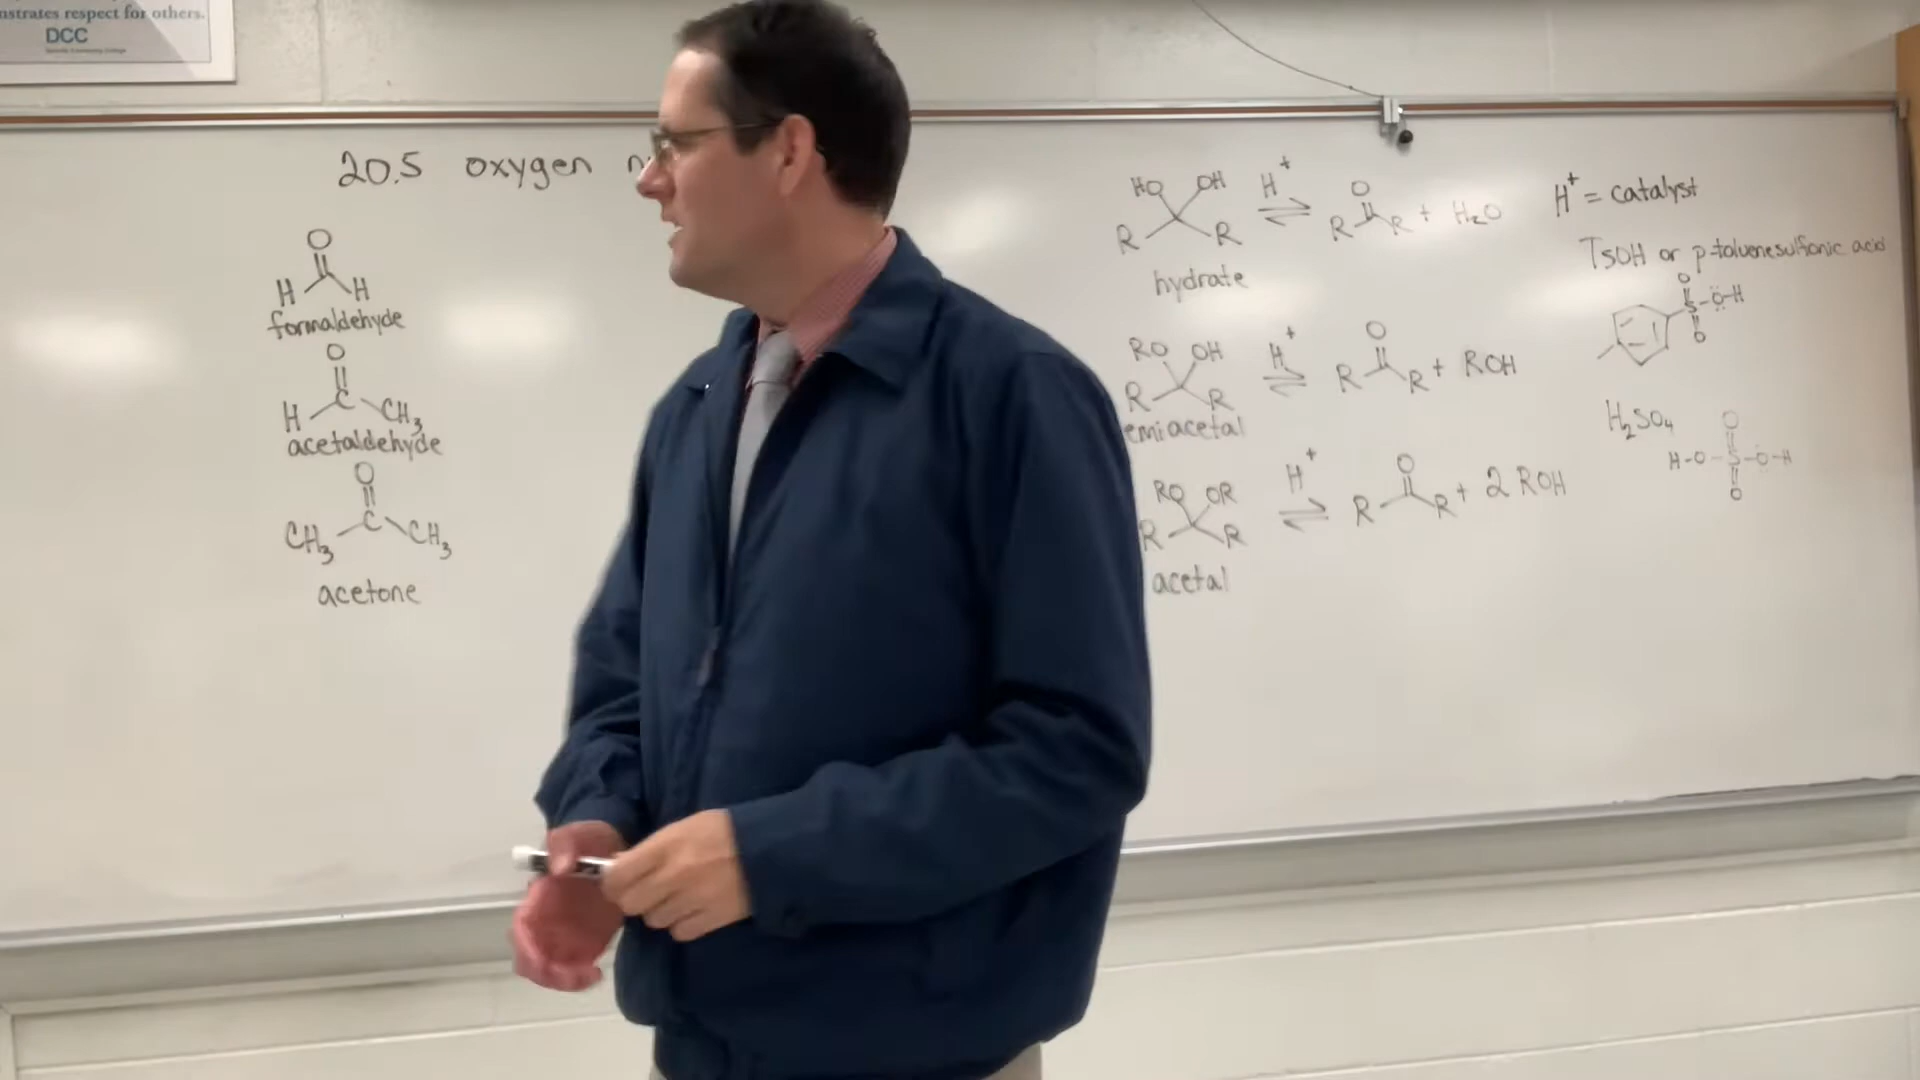 nstrates respect for others.
DCC
20.5 oxygen
O
H H
formaldehyde
O
H C CH3
acetaldehyde
O
CH3 C CH3
acetone
HO OH H+ O
R R ⇌ R R + H2O
hydrate
RO OH H+ O
R R ⇌ R R + ROH
emiacetal
RO OR H+ O
R R ⇌ R R + 2 ROH
acetal
H+ = catalyst
TsOH or p-toluenesulfonic acid
O
S-O-H
O
H2SO4
O
H-O-S-O-H
O